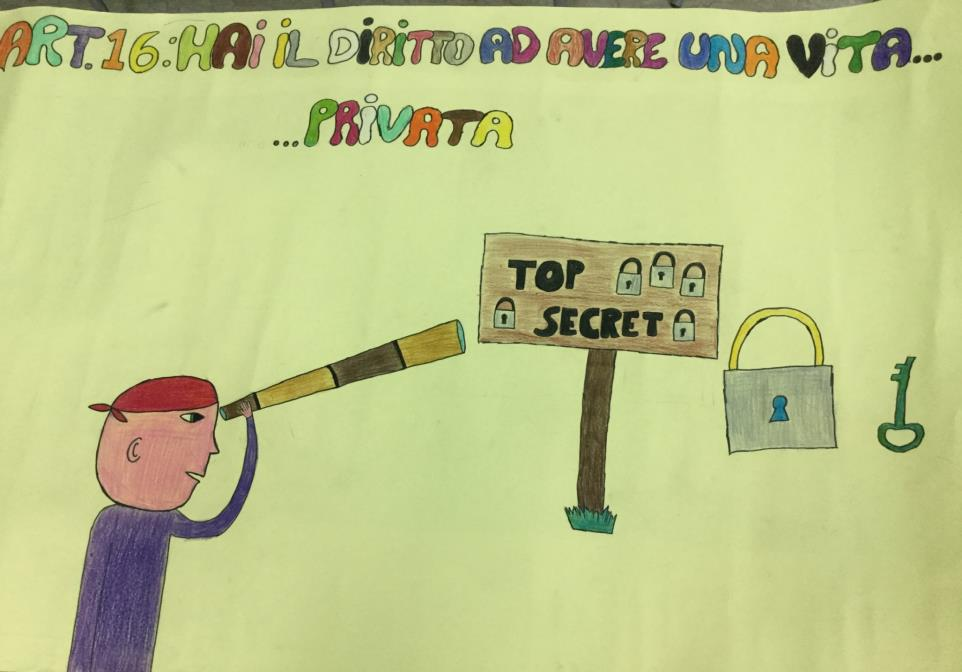 ART.16:HAi iL DiRiTTO AD AVERE UNA ViTA...
...PRiVATA
TOP
SECRET